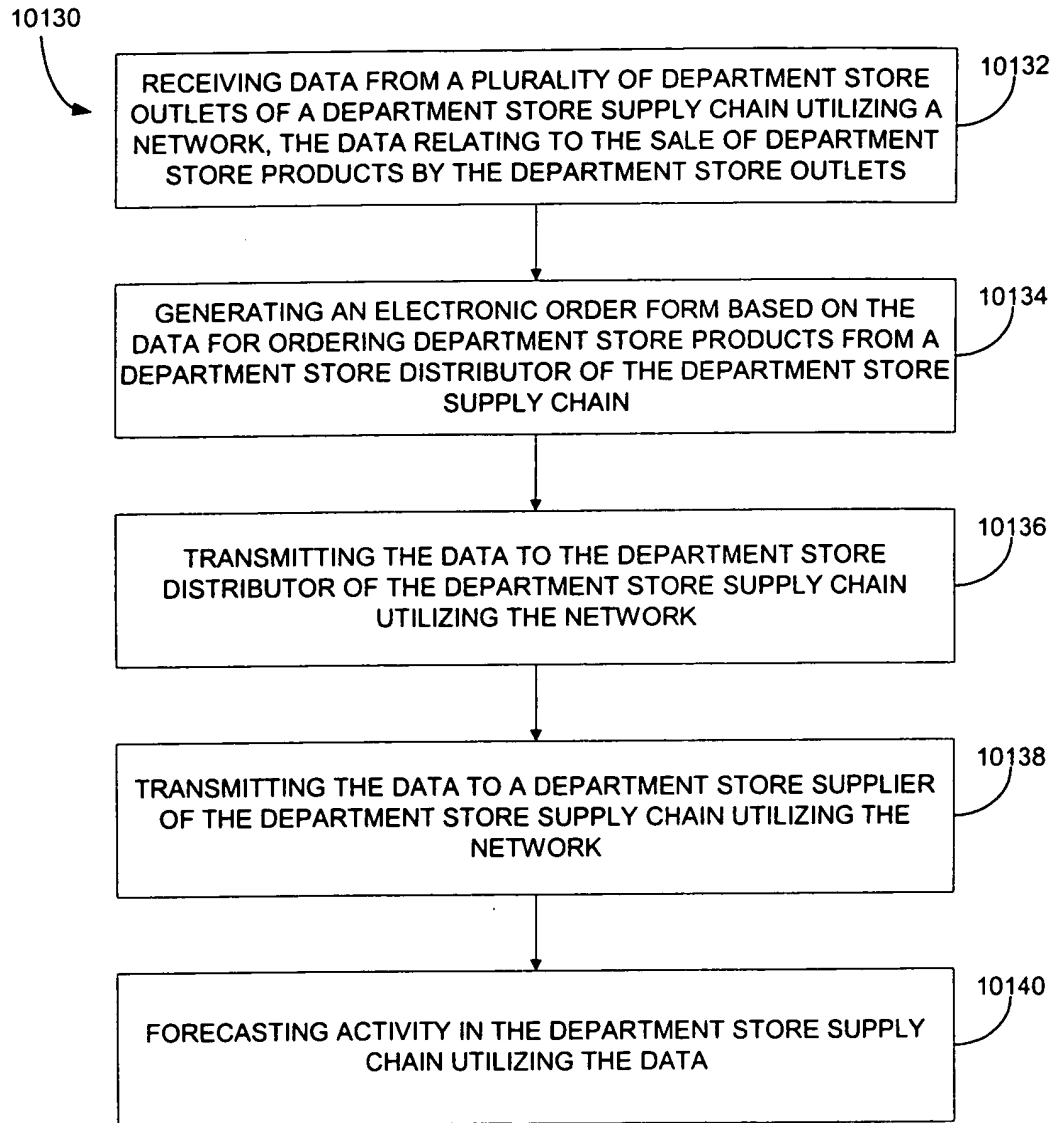 10130
RECEIVING DATA FROM A PLURALITY OF DEPARTMENT STORE
OUTLETS OF A DEPARTMENT STORE SUPPLY CHAIN UTILIZING A
NETWORK, THE DATA RELATING TO THE SALE OF DEPARTMENT
STORE PRODUCTS BY THE DEPARTMENT STORE OUTLETS
10132
GENERATING AN ELECTRONIC ORDER FORM BASED ON THE
DATA FOR ORDERING DEPARTMENT STORE PRODUCTS FROM A
DEPARTMENT STORE DISTRIBUTOR OF THE DEPARTMENT STORE
SUPPLY CHAIN
10134
TRANSMITTING THE DATA TO THE DEPARTMENT STORE
DISTRIBUTOR OF THE DEPARTMENT STORE SUPPLY CHAIN
UTILIZING THE NETWORK
10136
TRANSMITTING THE DATA TO A DEPARTMENT STORE SUPPLIER
OF THE DEPARTMENT STORE SUPPLY CHAIN UTILIZING THE
NETWORK
10138
FORECASTING ACTIVITY IN THE DEPARTMENT STORE SUPPLY
CHAIN UTILIZING THE DATA
10140